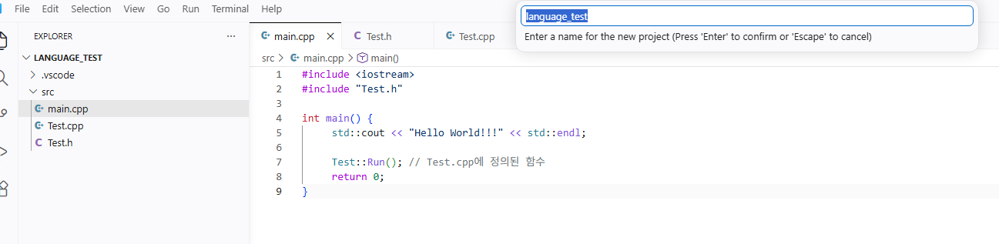 File Edit Selection View Go Run Terminal Help
language_test
Enter a name for the new project (Press 'Enter' to confirm or 'Escape' to cancel)
EXPLORER ···
LANGUAGE_TEST
.vscode
src
main.cpp
Test.cpp
C Test.h
main.cpp
C Test.h
Test.cpp
src > main.cpp > main()
1 #include <iostream>
2 #include "Test.h"
3
4 int main() {
5 std::cout << "Hello World!!!" << std::endl;
6
7 Test::Run(); // Test.cpp에 정의된 함수
8 return 0;
9 }